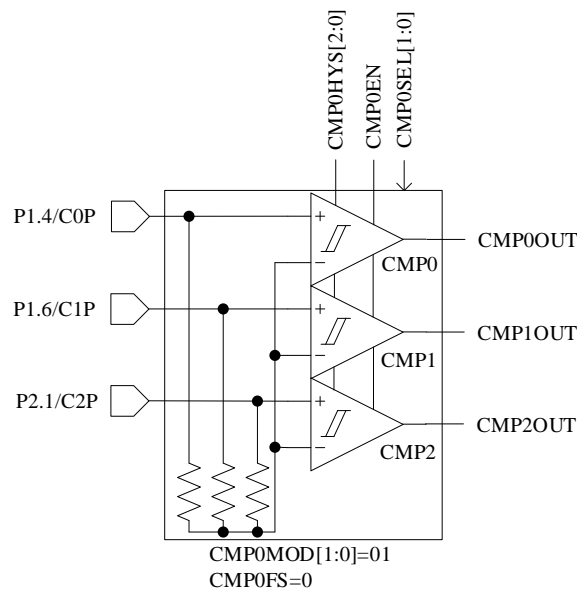 CMP0HYS[2:0]
CMP0EN
CMP0SEL[1:0]
P1.4/C0P
+
-
CMP0
CMP0OUT
P1.6/C1P
+
-
CMP1
CMP1OUT
P2.1/C2P
+
-
CMP2
CMP2OUT
CMP0MOD[1:0]=01
CMP0FS=0